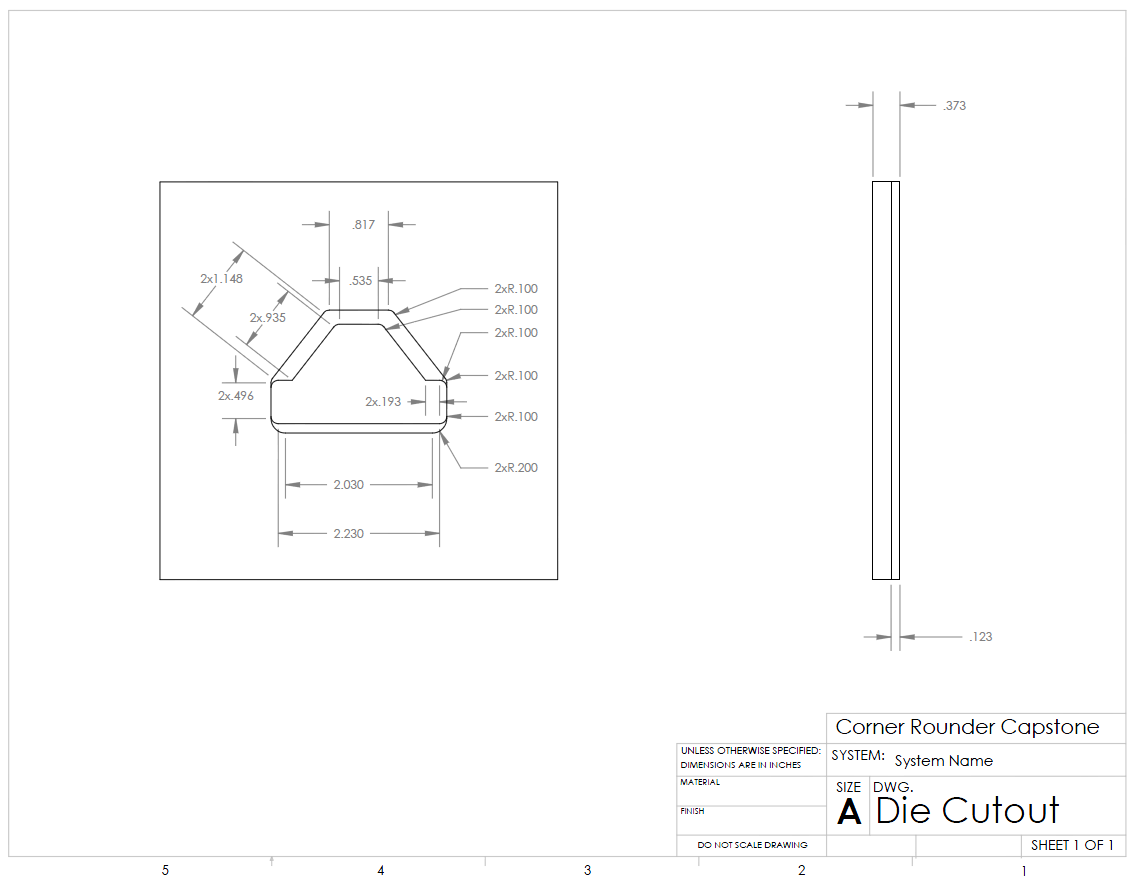 .373
.817
2x1.148
.535
2xR.100
2xR.100
2x.935
2xR.100
2xR.100
2x.496
2x.193
2xR.100
2xR.200
2.030
2.230
.123
Corner Rounder Capstone
UNLESS OTHERWISE SPECIFIED:
DIMENSIONS ARE IN INCHES
SYSTEM: System Name
MATERIAL
SIZE DWG.
A Die Cutout
FINISH
DO NOT SCALE DRAWING
SHEET 1 OF 1
5 4 3 2 1